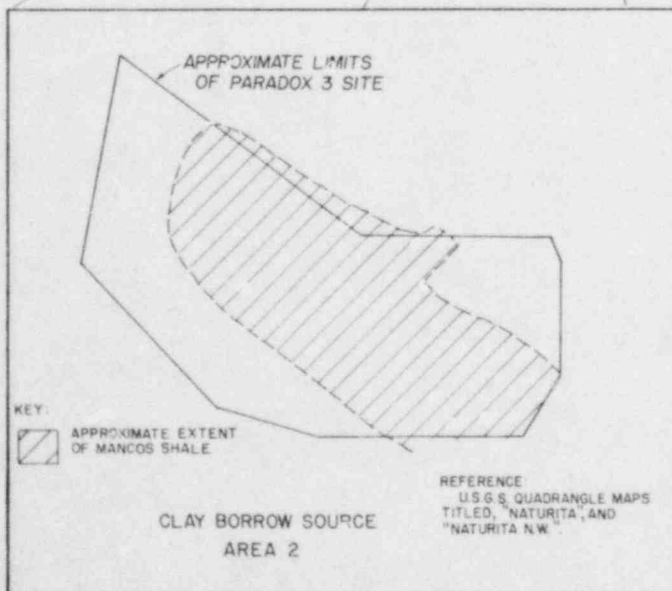 APPROXIMATE LIMITS
OF PARADOX 3 SITE
KEY:
APPROXIMATE EXTENT
OF MANCOS SHALE
REFERENCE
U.S.G.S. QUADRANGLE MAPS
TITLED, "NATURITA", AND
"NATURITA N.W.".
CLAY BORROW SOURCE
AREA 2